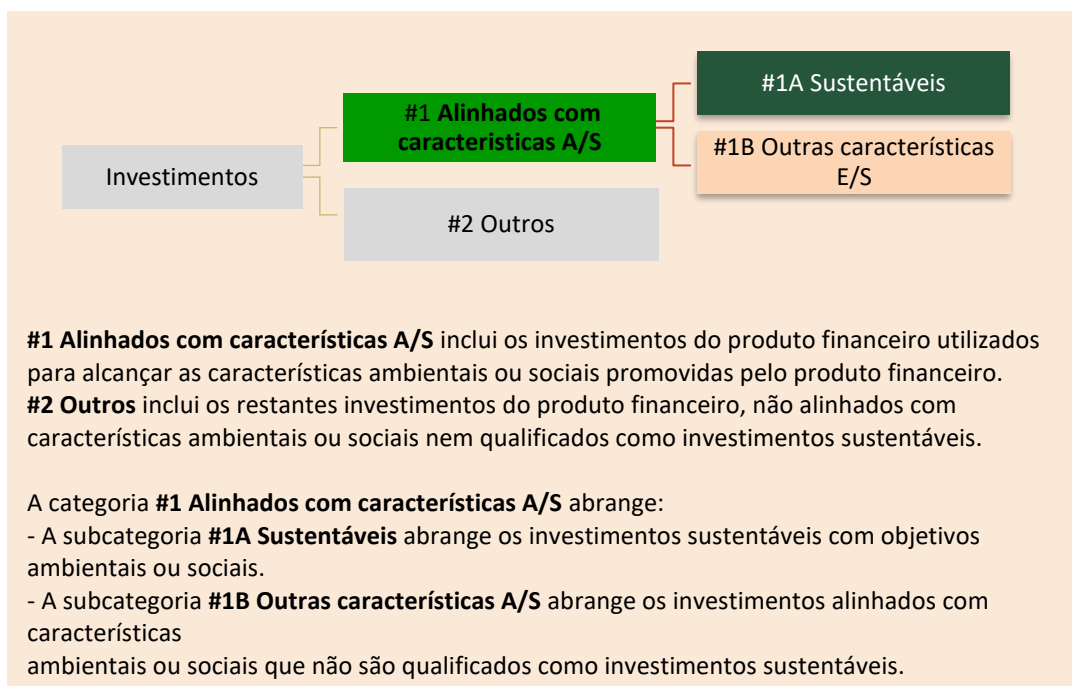 #1A Sustentáveis
#1 Alinhados com
caracteristicas A/S
#1B Outras características
E/S
Investimentos
#2 Outros
#1 Alinhados com características A/S inclui os investimentos do produto financeiro utilizados
para alcançar as características ambientais ou sociais promovidas pelo produto financeiro.
#2 Outros inclui os restantes investimentos do produto financeiro, não alinhados com
características ambientais ou sociais nem qualificados como investimentos sustentáveis.
A categoria #1 Alinhados com características A/S abrange:
- A subcategoria #1A Sustentáveis abrange os investimentos sustentáveis com objetivos
ambientais ou sociais.
- A subcategoria #1B Outras características A/S abrange os investimentos alinhados com
características
ambientais ou sociais que não são qualificados como investimentos sustentáveis.